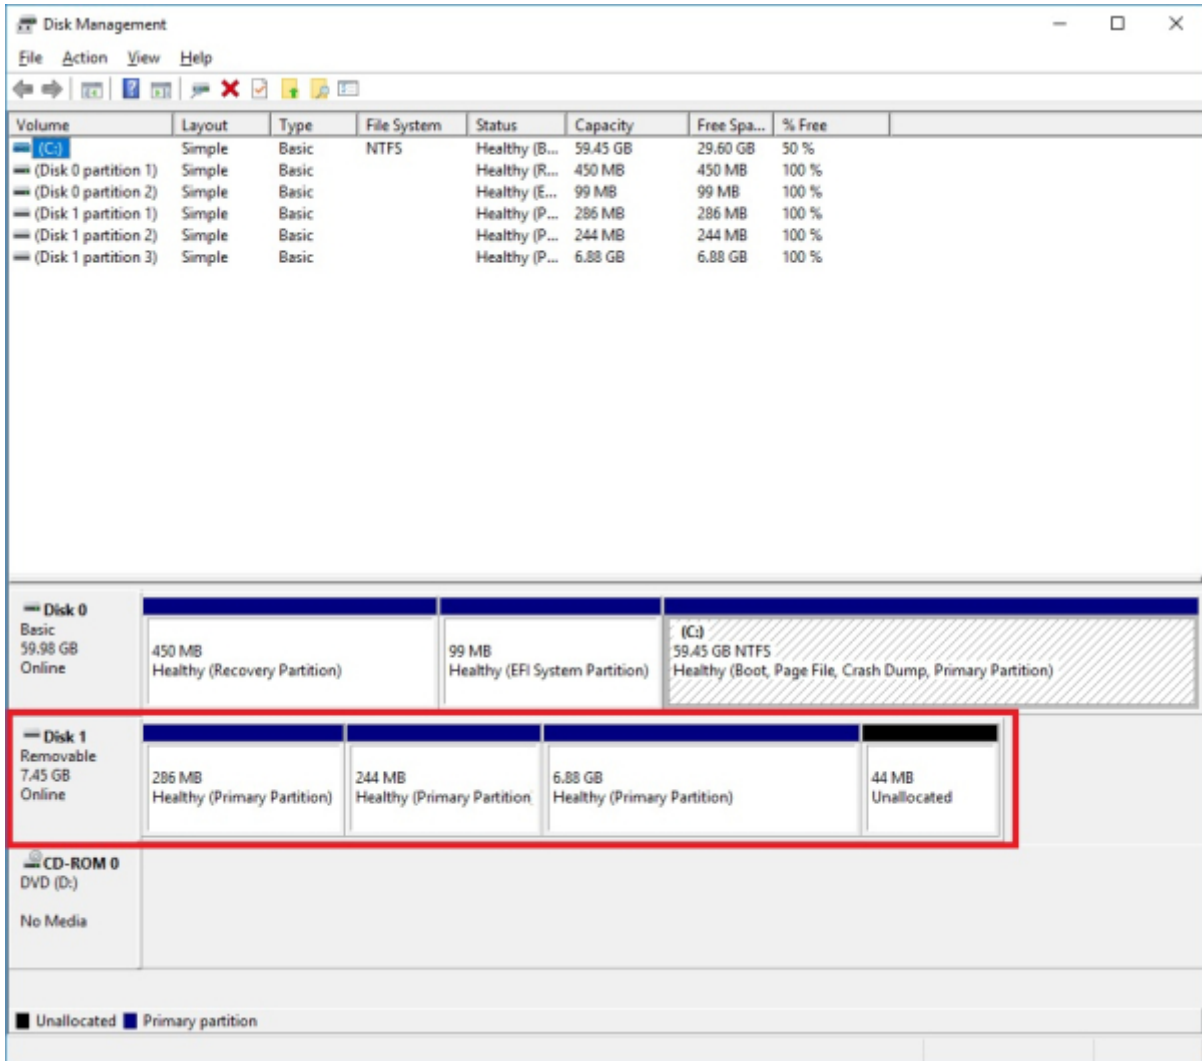 Disk Management
File Action View Help
Volume Layout Type File System Status Capacity Free Spa... % Free
(C:) Simple Basic NTFS Healthy (B... 59.45 GB 29.60 GB 50 %
(Disk 0 partition 1) Simple Basic Healthy (R... 450 MB 450 MB 100 %
(Disk 0 partition 2) Simple Basic Healthy (E... 99 MB 99 MB 100 %
(Disk 1 partition 1) Simple Basic Healthy (P... 286 MB 286 MB 100 %
(Disk 1 partition 2) Simple Basic Healthy (P... 244 MB 244 MB 100 %
(Disk 1 partition 3) Simple Basic Healthy (P... 6.88 GB 6.88 GB 100 %
Disk 0
Basic
59.98 GB
Online
450 MB
Healthy (Recovery Partition)
99 MB
Healthy (EFI System Partition)
(C:)
59.45 GB NTFS
Healthy (Boot, Page File, Crash Dump, Primary Partition)
Disk 1
Removable
7.45 GB
Online
286 MB
Healthy (Primary Partition)
244 MB
Healthy (Primary Partition
6.88 GB
Healthy (Primary Partition)
44 MB
Unallocated
CD-ROM 0
DVD (D:)
No Media
Unallocated Primary partition